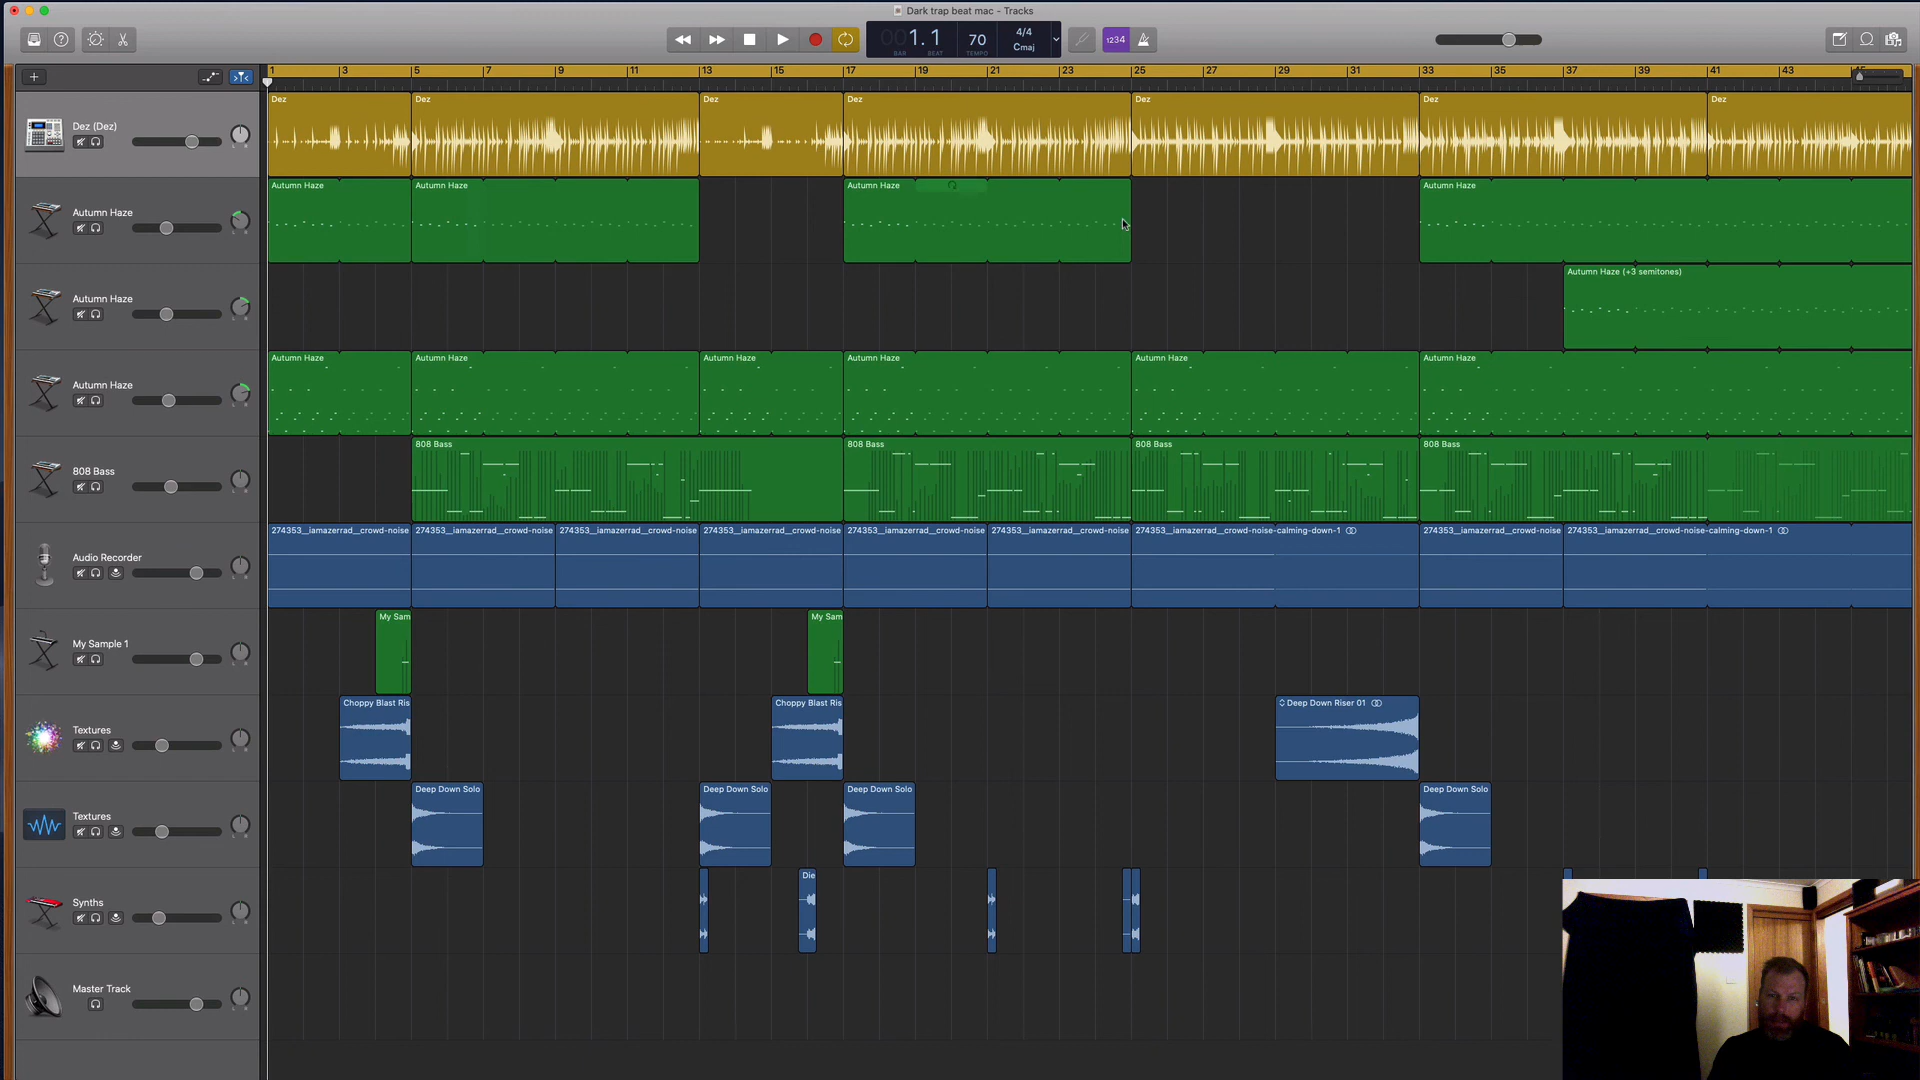 Dark trap beat mac - Tracks
001.1 70 4/4 Cmaj 1234
BAR BEAT TEMPO
1 3 5 7 9 11 13 15 17 19 21 23 25 27 29 31 33 35 37 39 41 43
Dez (Dez)
Dez Dez Dez Dez Dez Dez Dez
Autumn Haze
Autumn Haze Autumn Haze Autumn Haze Autumn Haze
Autumn Haze
Autumn Haze (+3 semitones)
Autumn Haze
Autumn Haze Autumn Haze Autumn Haze Autumn Haze Autumn Haze Autumn Haze
808 Bass
808 Bass 808 Bass 808 Bass 808 Bass
Audio Recorder
274353__iamazerrad__crowd-noise 274353__iamazerrad__crowd-noise 274353__iamazerrad__crowd-noise 274353__iamazerrad__crowd-noise 274353__iamazerrad__crowd-noise 274353__iamazerrad__crowd-noise 274353__iamazerrad__crowd-noise-calming-down-1 274353__iamazerrad__crowd-noise 274353__iamazerrad__crowd-noise-calming-down-1
My Sample 1
My Sam My Sam
Textures
Choppy Blast Ris Choppy Blast Ris Deep Down Riser 01
Textures
Deep Down Solo Deep Down Solo Deep Down Solo Deep Down Solo
Synths
Die
Master Track